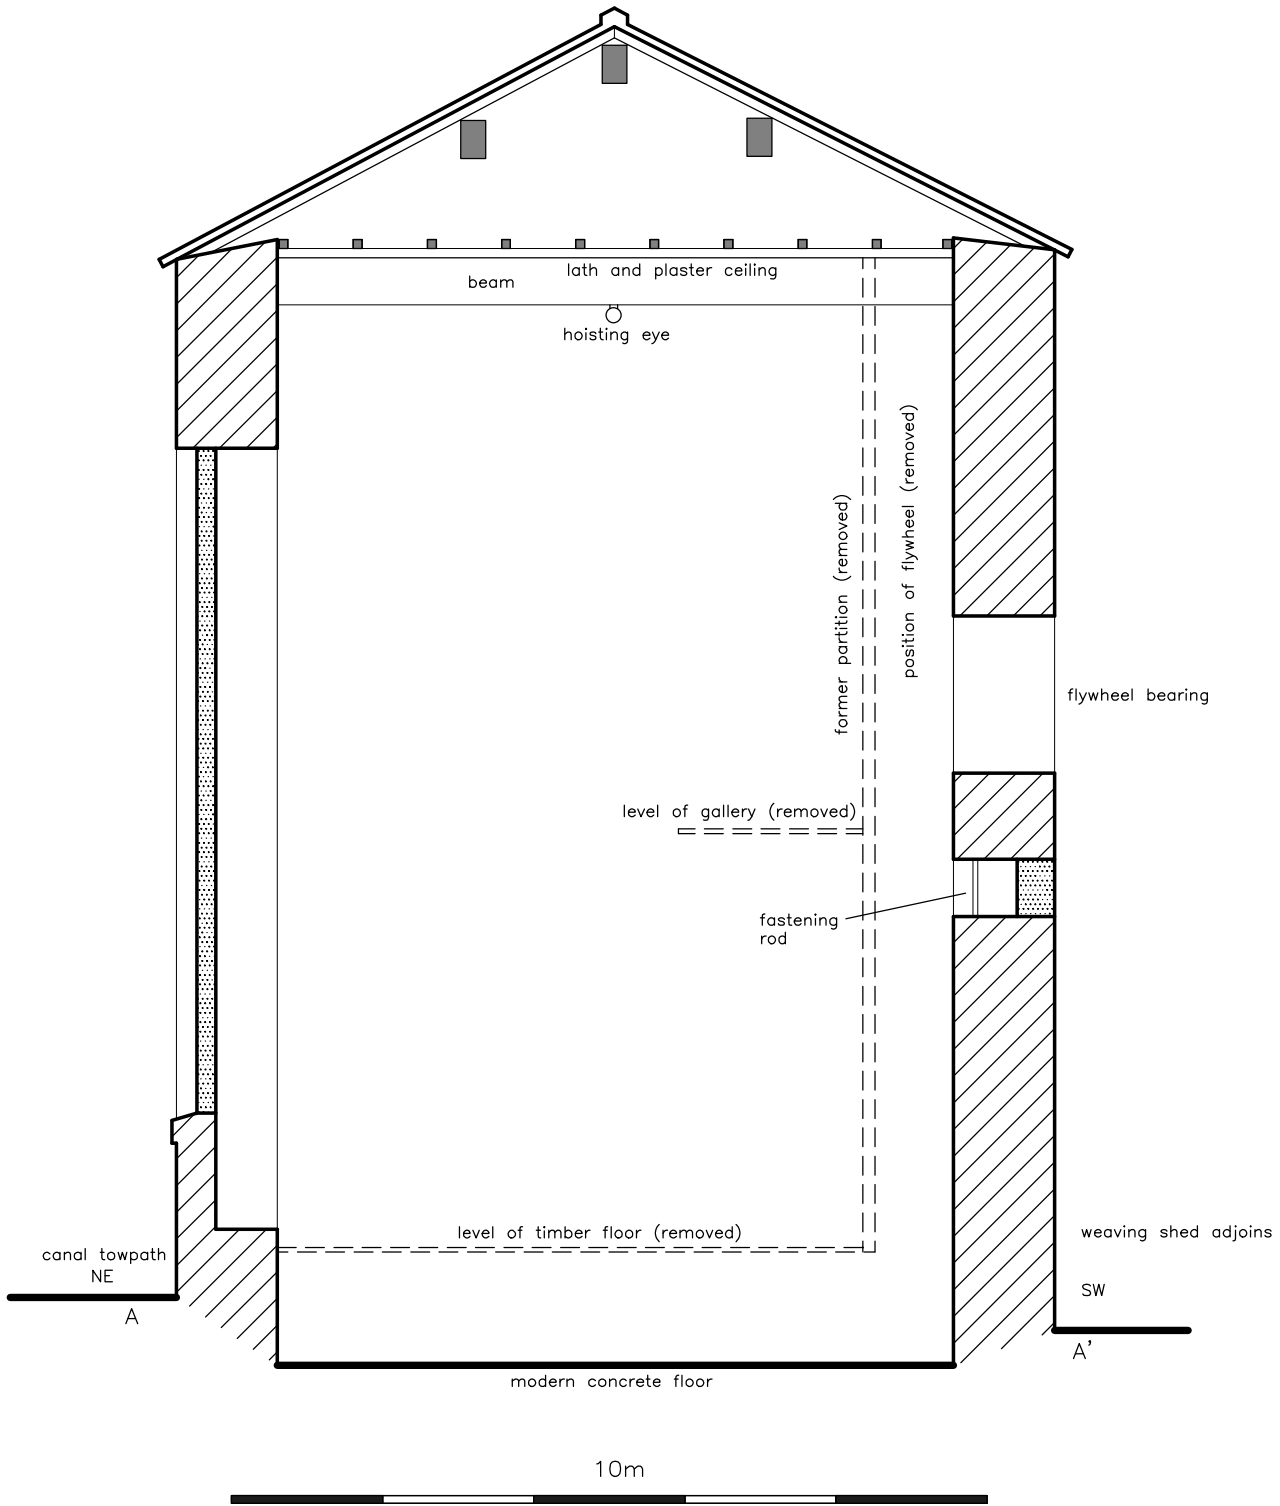 lath and plaster ceiling
beam
hoisting eye
position of flywheel (removed)
former partition (removed)
flywheel bearing
level of gallery (removed)
fastening
rod
level of timber floor (removed)
weaving shed adjoins
canal towpath
NE
SW
A
A'
modern concrete floor
10m